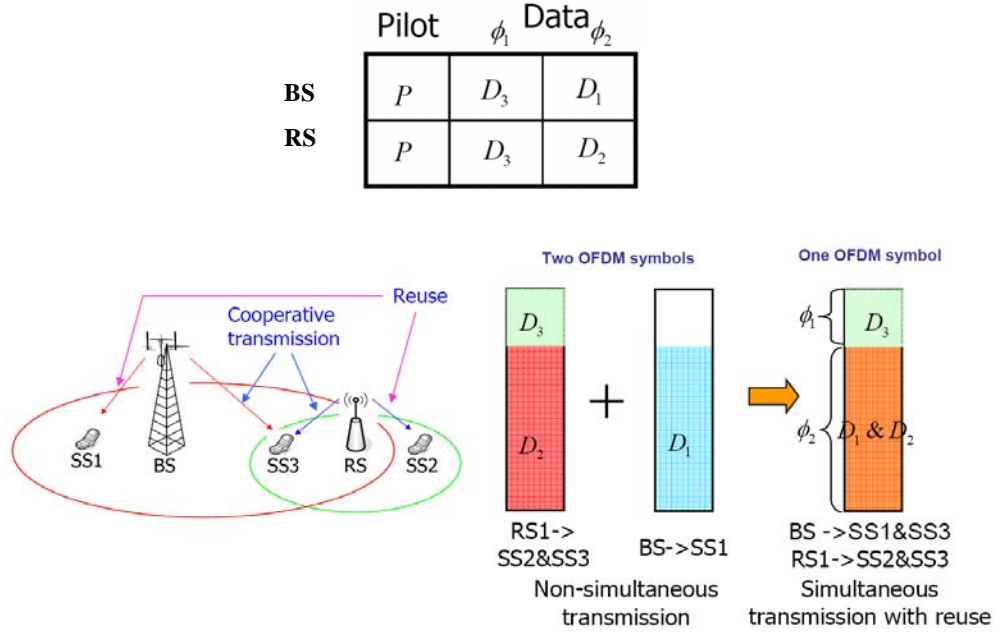 Pilot Data
ϕ₁ ϕ₂
BS P D₃ D₁
RS P D₃ D₂
Two OFDM symbols
One OFDM symbol
Reuse
Cooperative
transmission
SS1
BS
SS3
RS
SS2
D₃
D₂
+
D₁
ϕ₁
D₃
ϕ₂
D₁ & D₂
RS1->
SS2&SS3
BS->SS1
BS ->SS1&SS3
RS1->SS2&SS3
Non-simultaneous
transmission
Simultaneous
transmission with reuse